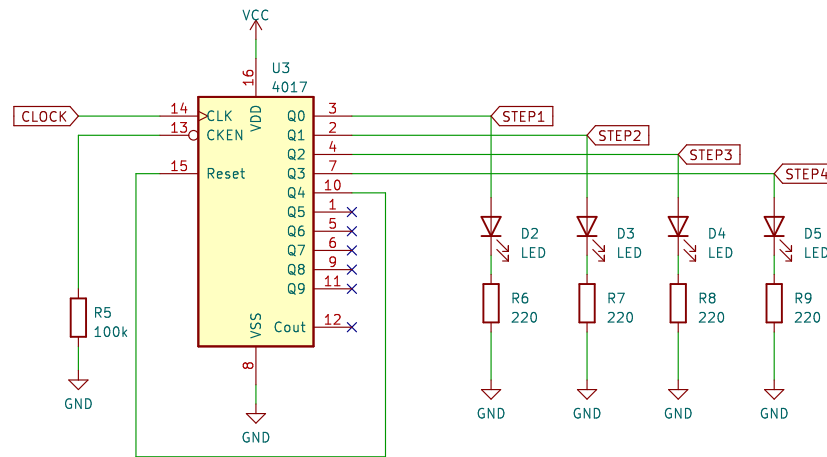 VCC
U3
4017
16
VDD
CLOCK
14
CLK
13
CKEN
15
Reset
Q0
3
STEP1
Q1
2
STEP2
Q2
4
STEP3
Q3
7
STEP4
Q4
10
Q5
1
Q6
5
Q7
6
Q8
9
Q9
11
Cout
12
VSS
8
GND
R5
100k
GND
D2
LED
D3
LED
D4
LED
D5
LED
R6
220
R7
220
R8
220
R9
220
GND
GND
GND
GND